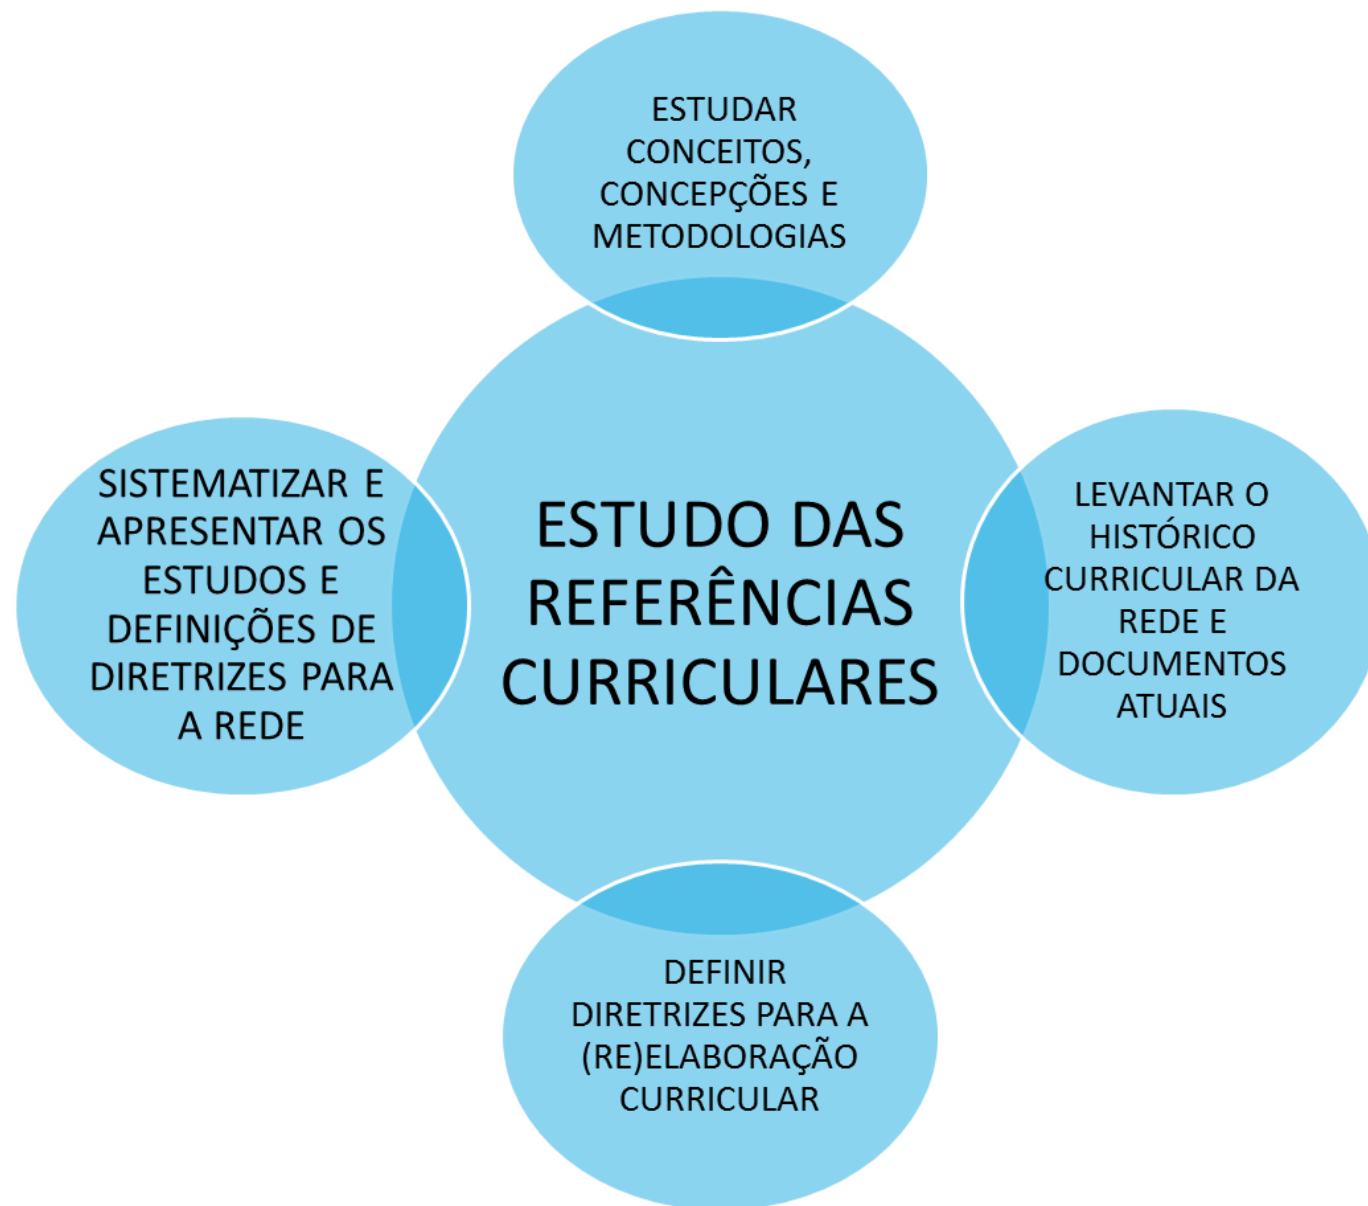 ESTUDAR
CONCEITOS,
CONCEPÇÕES E
METODOLOGIAS
SISTEMATIZAR E
APRESENTAR OS
ESTUDOS E
DEFINIÇÕES DE
DIRETRIZES PARA
A REDE
ESTUDO DAS
REFERÊNCIAS
CURRICULARES
LEVANTAR O
HISTÓRICO
CURRICULAR DA
REDE E
DOCUMENTOS
ATUAIS
DEFINIR
DIRETRIZES PARA A
(RE)ELABORAÇÃO
CURRICULAR